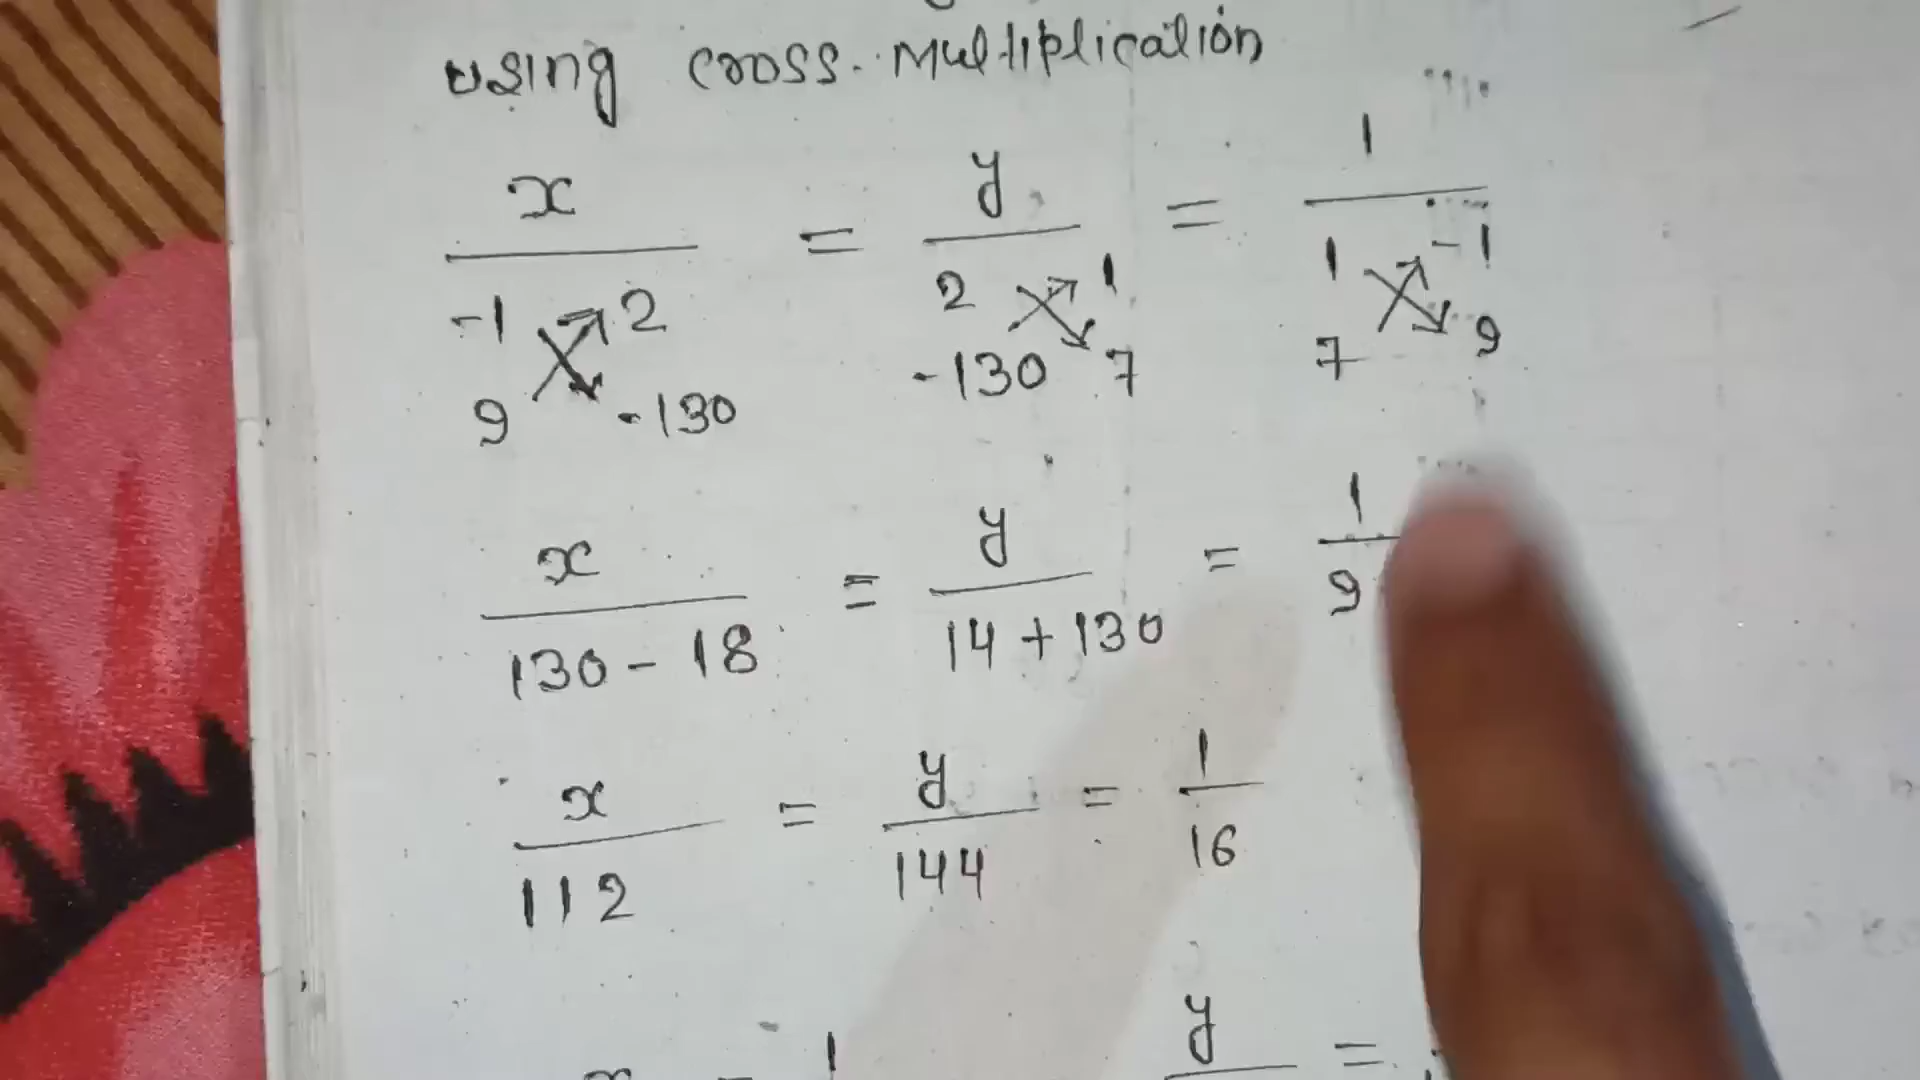 using cross-multiplication
x = y = 1
-1 2 2 1 1 -1
9 -130 -130 7 7 9
x = y = 1
130 - 18 14 + 130 9
x = y = 1
112 144 16
y
=